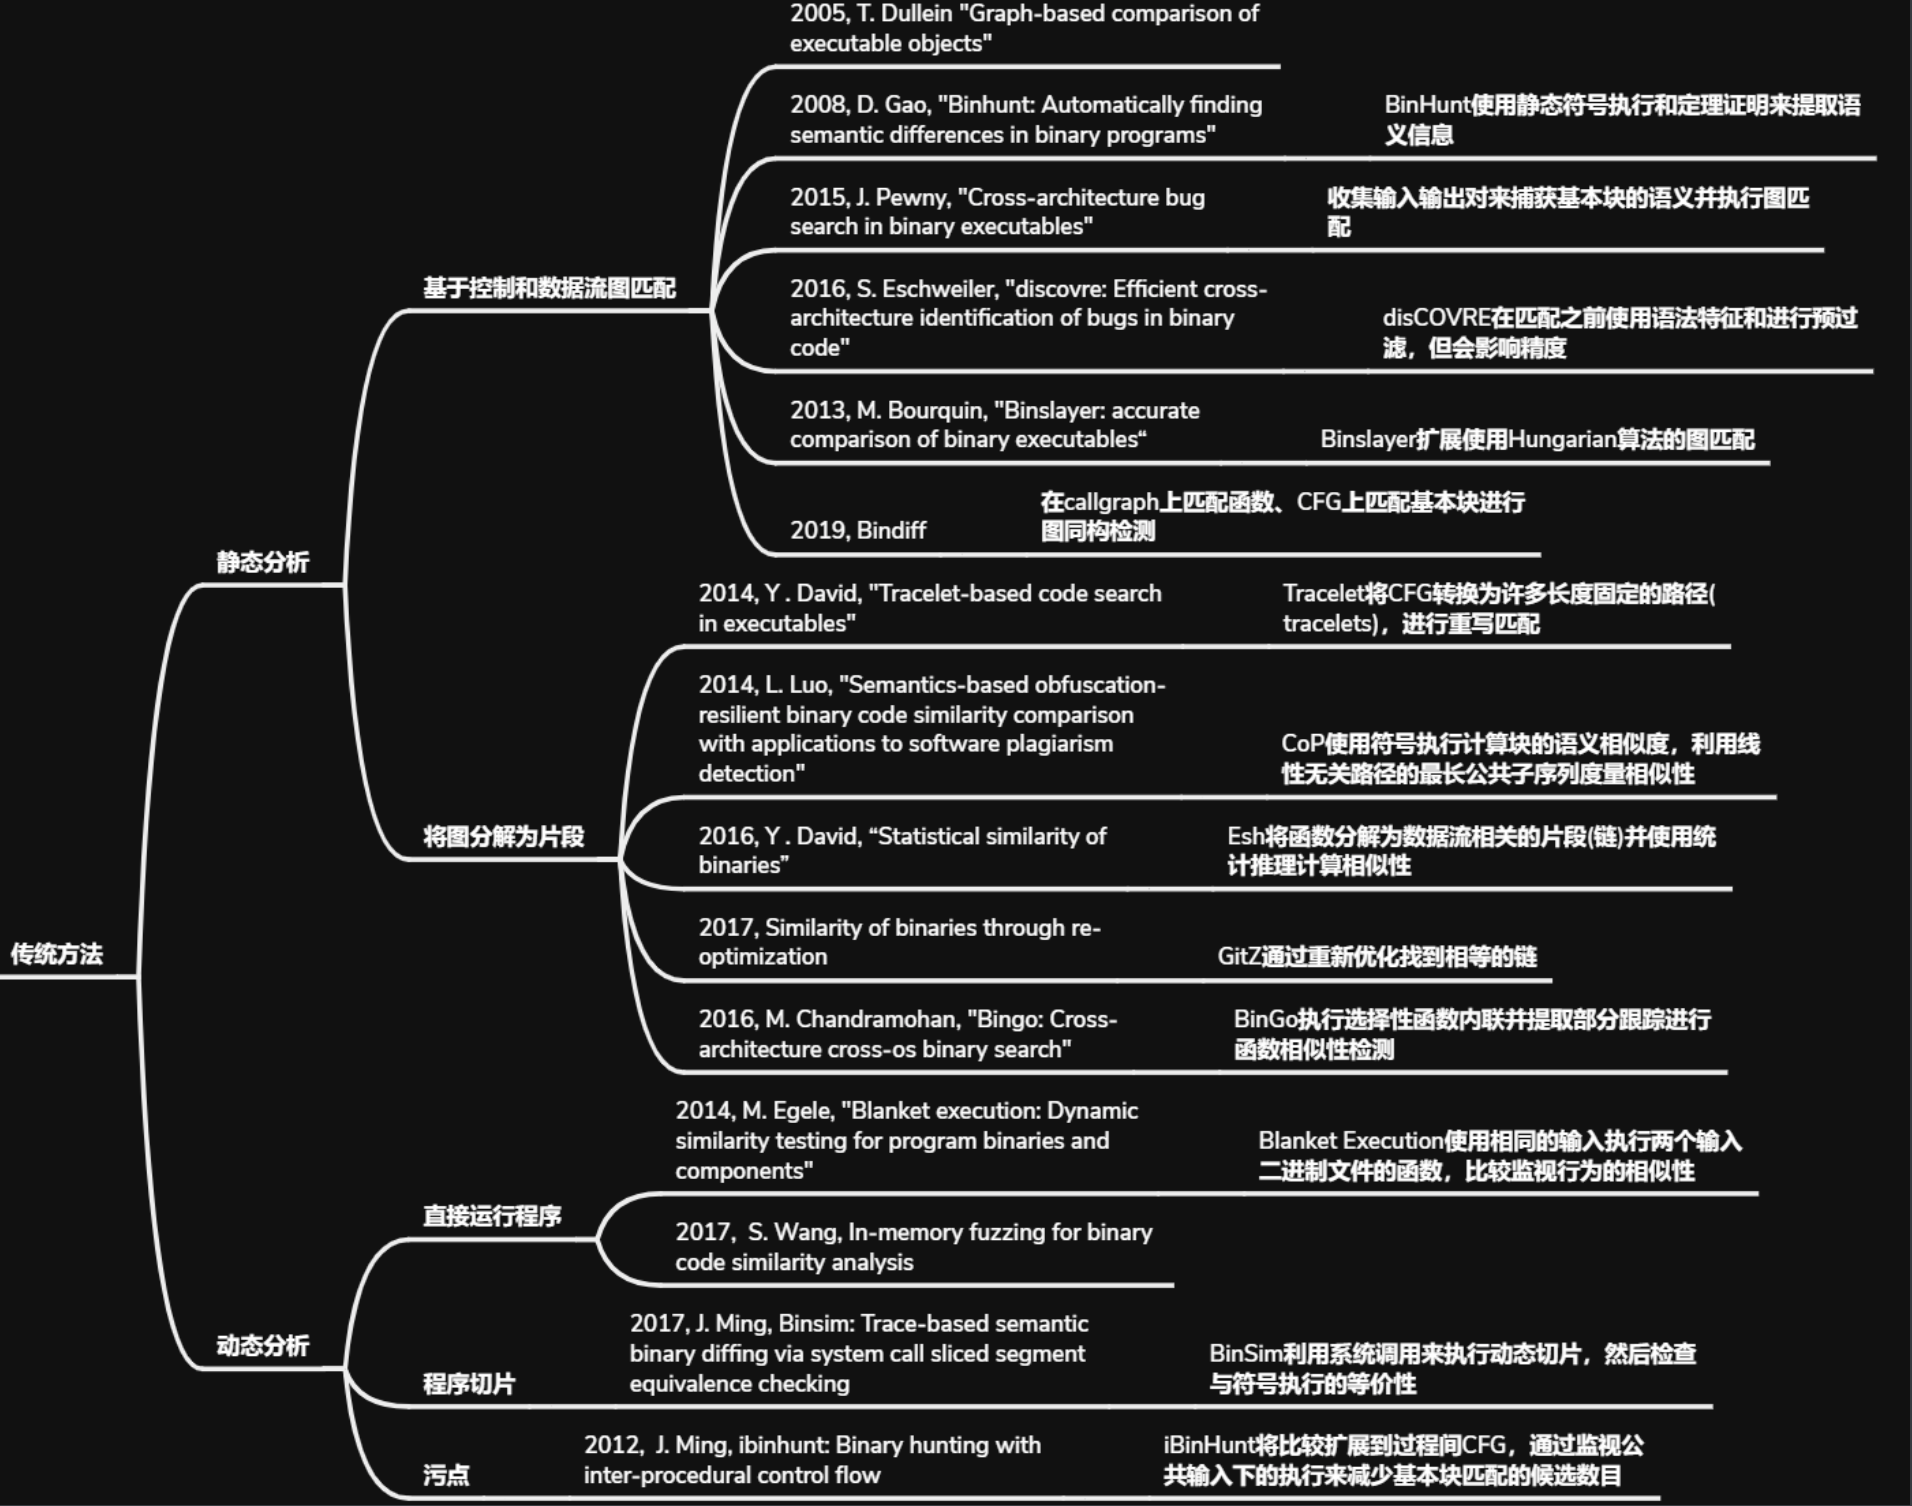 2005, T. Dullein "Graph-based comparison of
executable objects"
2008, D. Gao, "Binhunt: Automatically finding
semantic differences in binary programs"
BinHunt使用静态符号执行和定理证明来提取语
义信息
2015, J. Pewny, "Cross-architecture bug
search in binary executables"
收集输入输出对来捕获基本块的语义并执行图匹
配
基于控制和数据流图匹配
2016, S. Eschweiler, "discovre: Efficient cross-
architecture identification of bugs in binary
code"
disCOVRE在匹配之前使用语法特征和进行预过
滤，但会影响精度
2013, M. Bourquin, "Binslayer: accurate
comparison of binary executables“
Binslayer扩展使用Hungarian算法的图匹配
2019, Bindiff
在callgraph上匹配函数、CFG上匹配基本块进行
图同构检测
静态分析
2014, Y . David, "Tracelet-based code search
in executables"
Tracelet将CFG转换为许多长度固定的路径(
tracelets)，进行重写匹配
2014, L. Luo, "Semantics-based obfuscation-
resilient binary code similarity comparison
with applications to software plagiarism
detection"
CoP使用符号执行计算块的语义相似度，利用线
性无关路径的最长公共子序列度量相似性
将图分解为片段
2016, Y . David, “Statistical similarity of
binaries”
Esh将函数分解为数据流相关的片段(链)并使用统
计推理计算相似性
2017, Similarity of binaries through re-
optimization
GitZ通过重新优化找到相等的链
传统方法
2016, M. Chandramohan, "Bingo: Cross-
architecture cross-os binary search"
BinGo执行选择性函数内联并提取部分跟踪进行
函数相似性检测
2014, M. Egele, "Blanket execution: Dynamic
similarity testing for program binaries and
components"
Blanket Execution使用相同的输入执行两个输入
二进制文件的函数，比较监视行为的相似性
直接运行程序
2017,  S. Wang, In-memory fuzzing for binary
code similarity analysis
动态分析
程序切片
2017, J. Ming, Binsim: Trace-based semantic
binary diffing via system call sliced segment
equivalence checking
BinSim利用系统调用来执行动态切片，然后检查
与符号执行的等价性
污点
2012,  J. Ming, ibinhunt: Binary hunting with
inter-procedural control flow
iBinHunt将比较扩展到过程间CFG，通过监视公
共输入下的执行来减少基本块匹配的候选数目